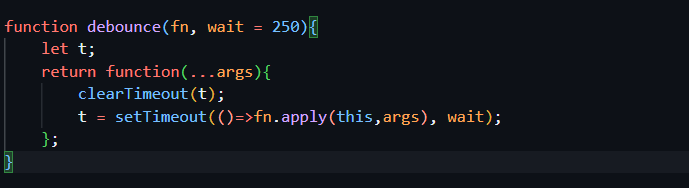 function debounce(fn, wait = 250){
    let t;
    return function(...args){
        clearTimeout(t);
        t = setTimeout(()=>fn.apply(this,args), wait);
    };
}